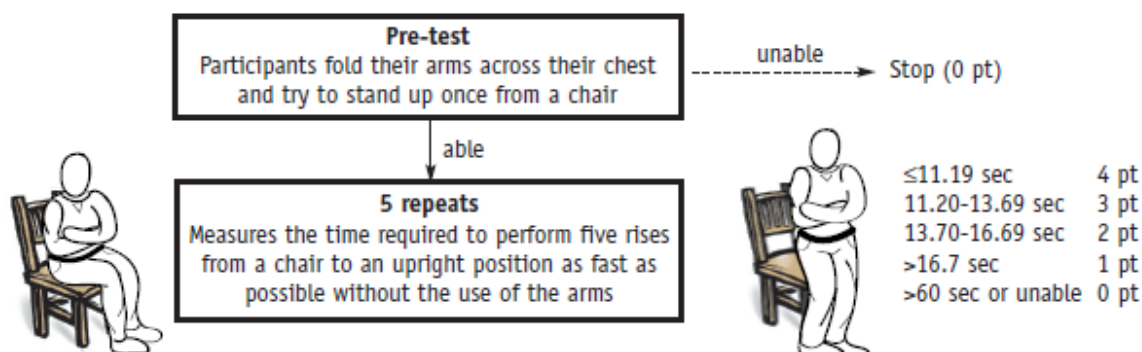 Pre-test
Participants fold their arms across their chest
and try to stand up once from a chair
unable
Stop (0 pt)
able
5 repeats
Measures the time required to perform five rises
from a chair to an upright position as fast as
possible without the use of the arms
≤11.19 sec 4 pt
11.20-13.69 sec 3 pt
13.70-16.69 sec 2 pt
>16.7 sec 1 pt
>60 sec or unable 0 pt